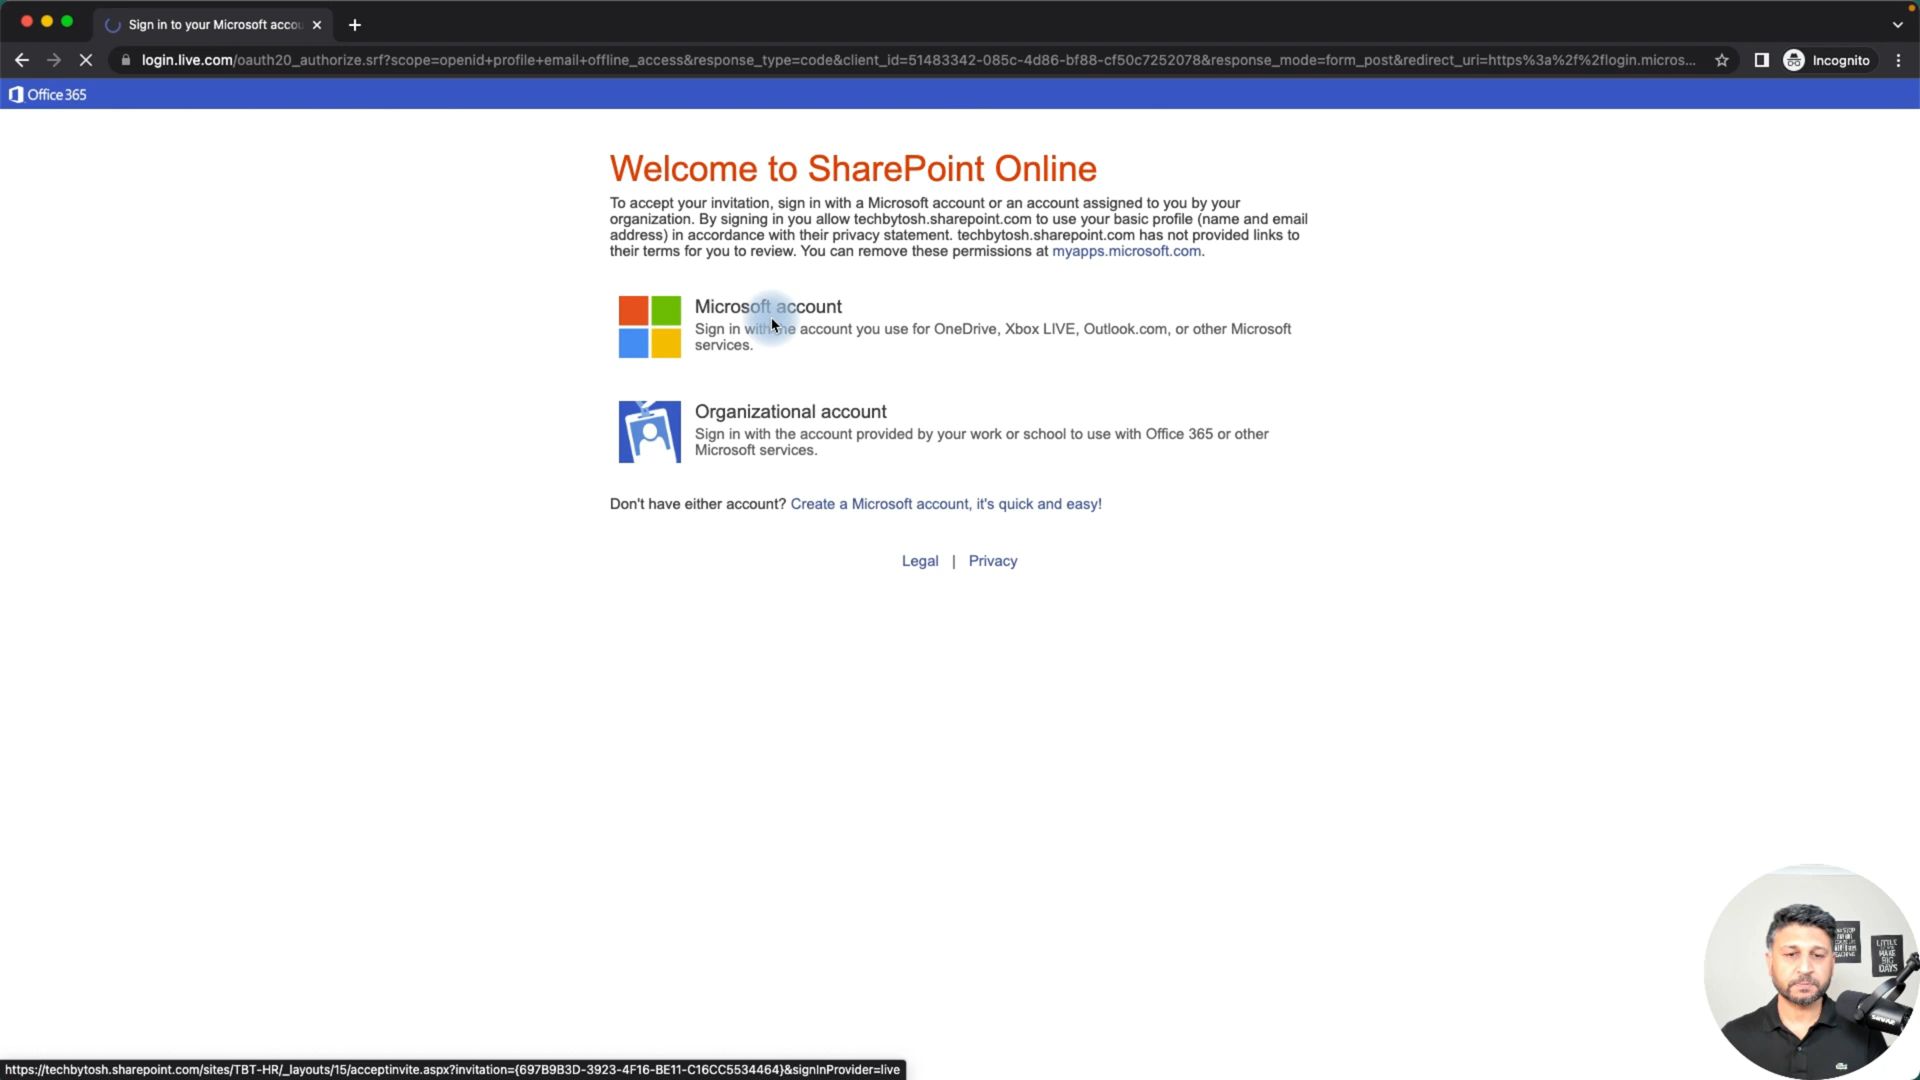 Sign in to your Microsoft accou
login.live.com/oauth20_authorize.srf?scope=openid+profile+email+offline_access&response_type=code&client_id=51483342-085c-4d86-bf88-cf50c7252078&response_mode=form_post&redirect_uri=https%3a%2f%2flogin.micros...
Incognito
Office 365
Welcome to SharePoint Online
To accept your invitation, sign in with a Microsoft account or an account assigned to you by your
organization. By signing in you allow techbytosh.sharepoint.com to use your basic profile (name and email
address) in accordance with their privacy statement. techbytosh.sharepoint.com has not provided links to
their terms for you to review. You can remove these permissions at myapps.microsoft.com.
Microsoft account
Sign in with the account you use for OneDrive, Xbox LIVE, Outlook.com, or other Microsoft
services.
Organizational account
Sign in with the account provided by your work or school to use with Office 365 or other
Microsoft services.
Don't have either account? Create a Microsoft account, it's quick and easy!
Legal | Privacy
LITTLE
MAKE
BIG
DAYS
https://techbytosh.sharepoint.com/sites/TBT-HR/_layouts/15/acceptinvite.aspx?invitation={697B9B3D-3923-4F16-BE11-C16CC5534464}&signInProvider=live